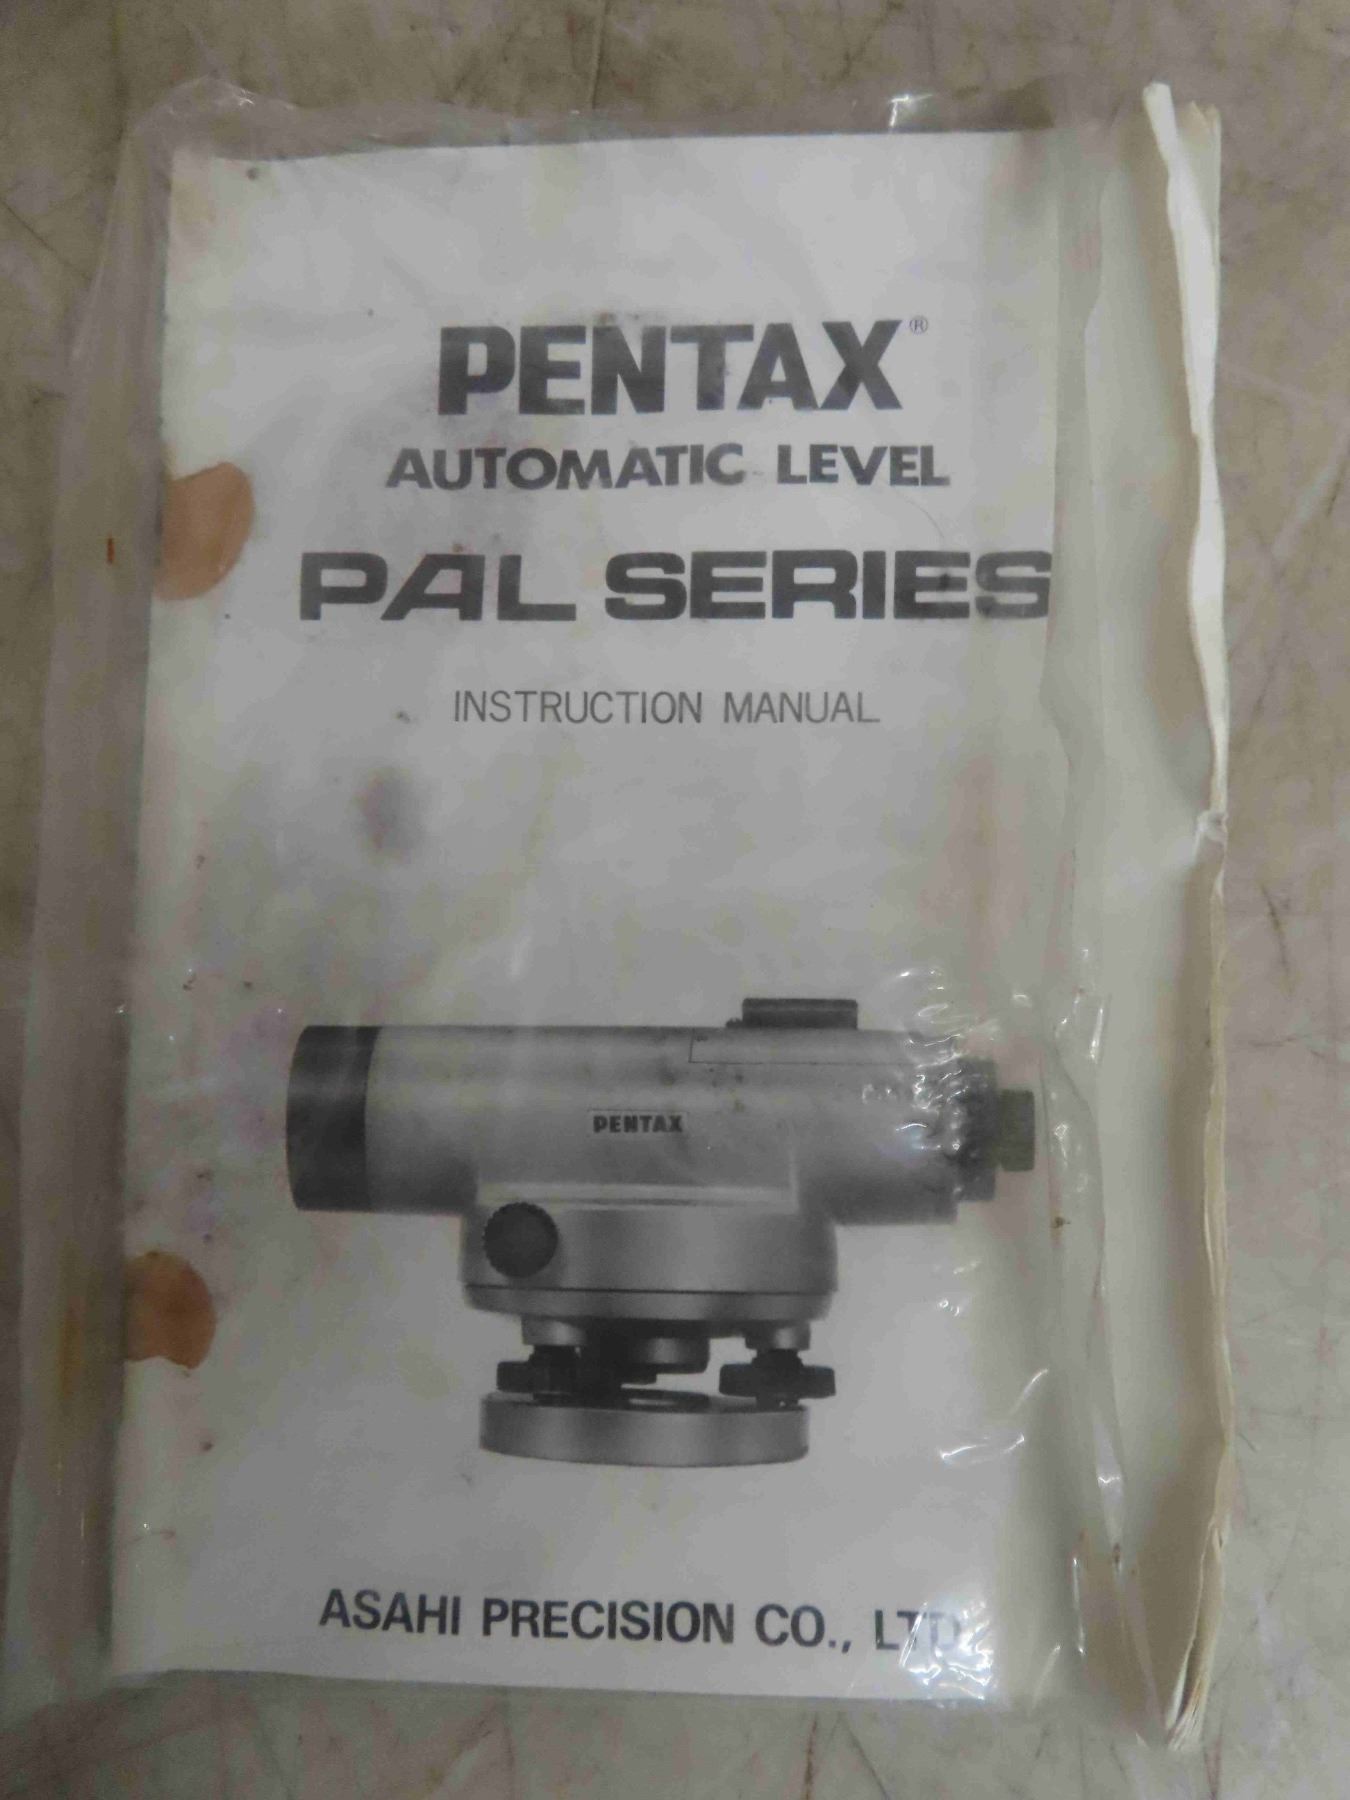 PENTAX®
AUTOMATIC LEVEL
PAL SERIES
INSTRUCTION MANUAL
PENTAX
ASAHI PRECISION CO., LTD